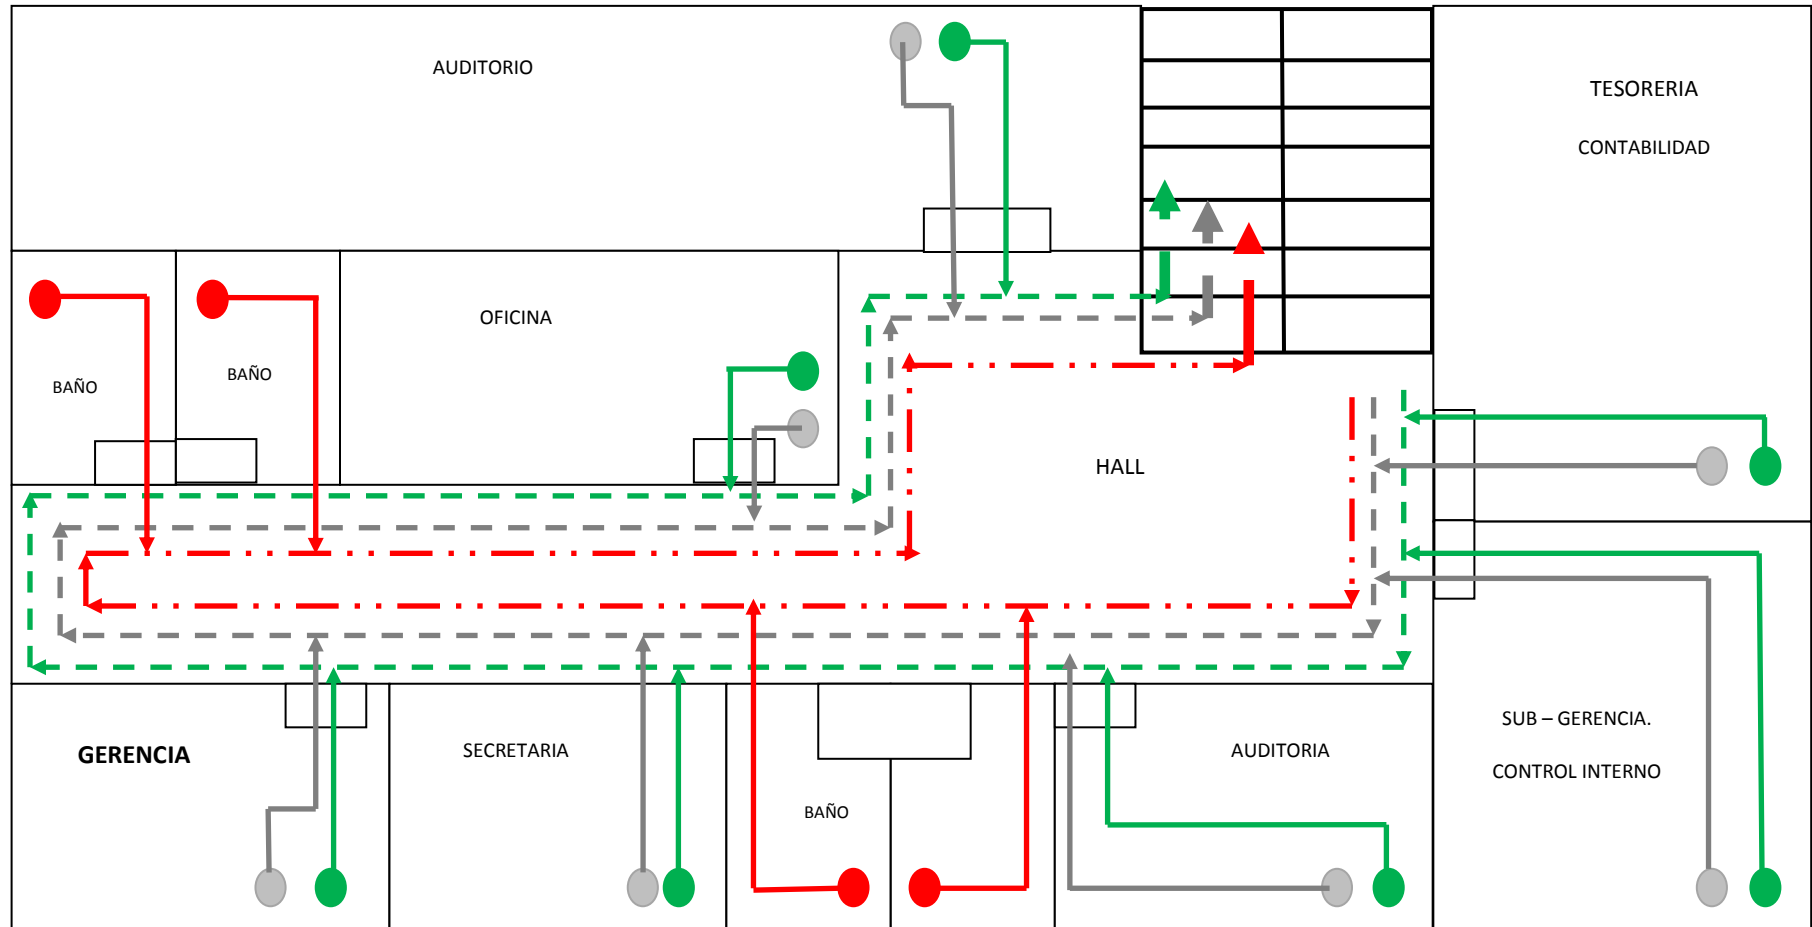 AUDITORIO
TESORERIA
CONTABILIDAD
OFICINA
BAÑO
BAÑO
HALL
GERENCIA
SECRETARIA
BAÑO
AUDITORIA
SUB – GERENCIA.
CONTROL INTERNO